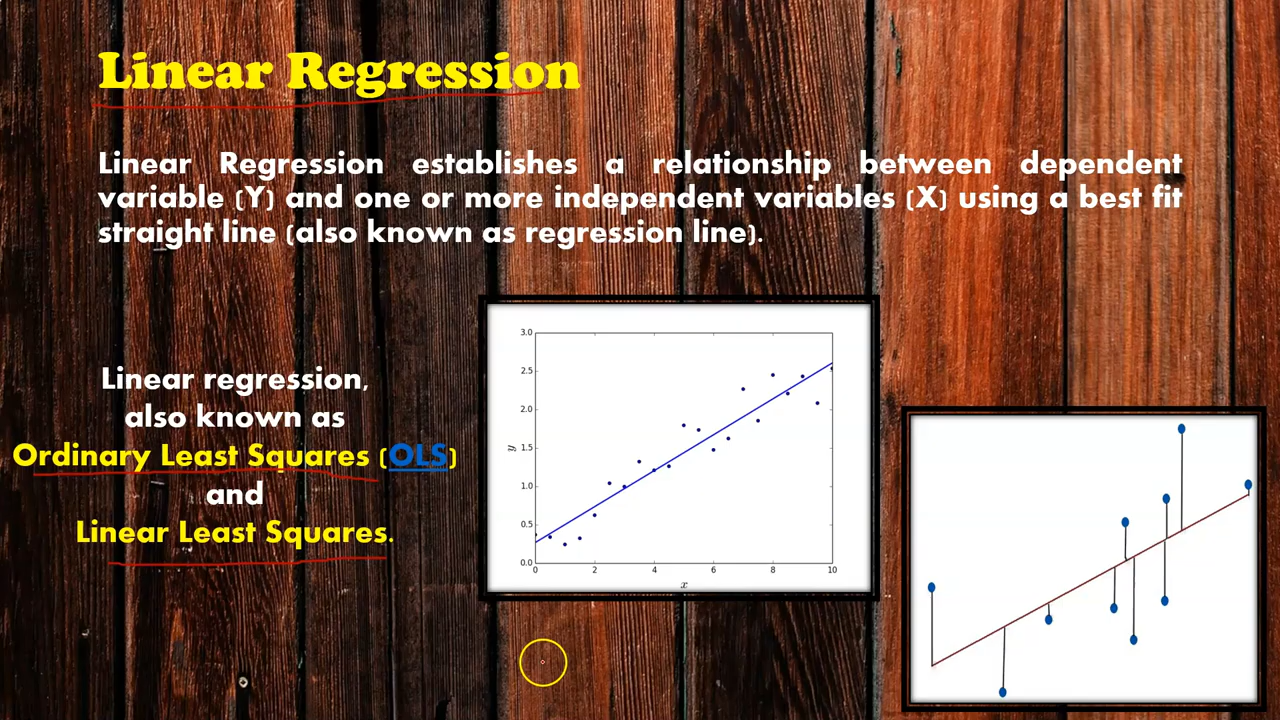 Linear Regression
Linear Regression establishes a relationship between dependent
variable (Y) and one or more independent variables (X) using a best fit
straight line (also known as regression line).
Linear regression,
also known as
Ordinary Least Squares (OLS)
and
Linear Least Squares.
3.0
2.5
2.0
1.5
1.0
0.5
0.0
y
0 2 4 6 8 10
x